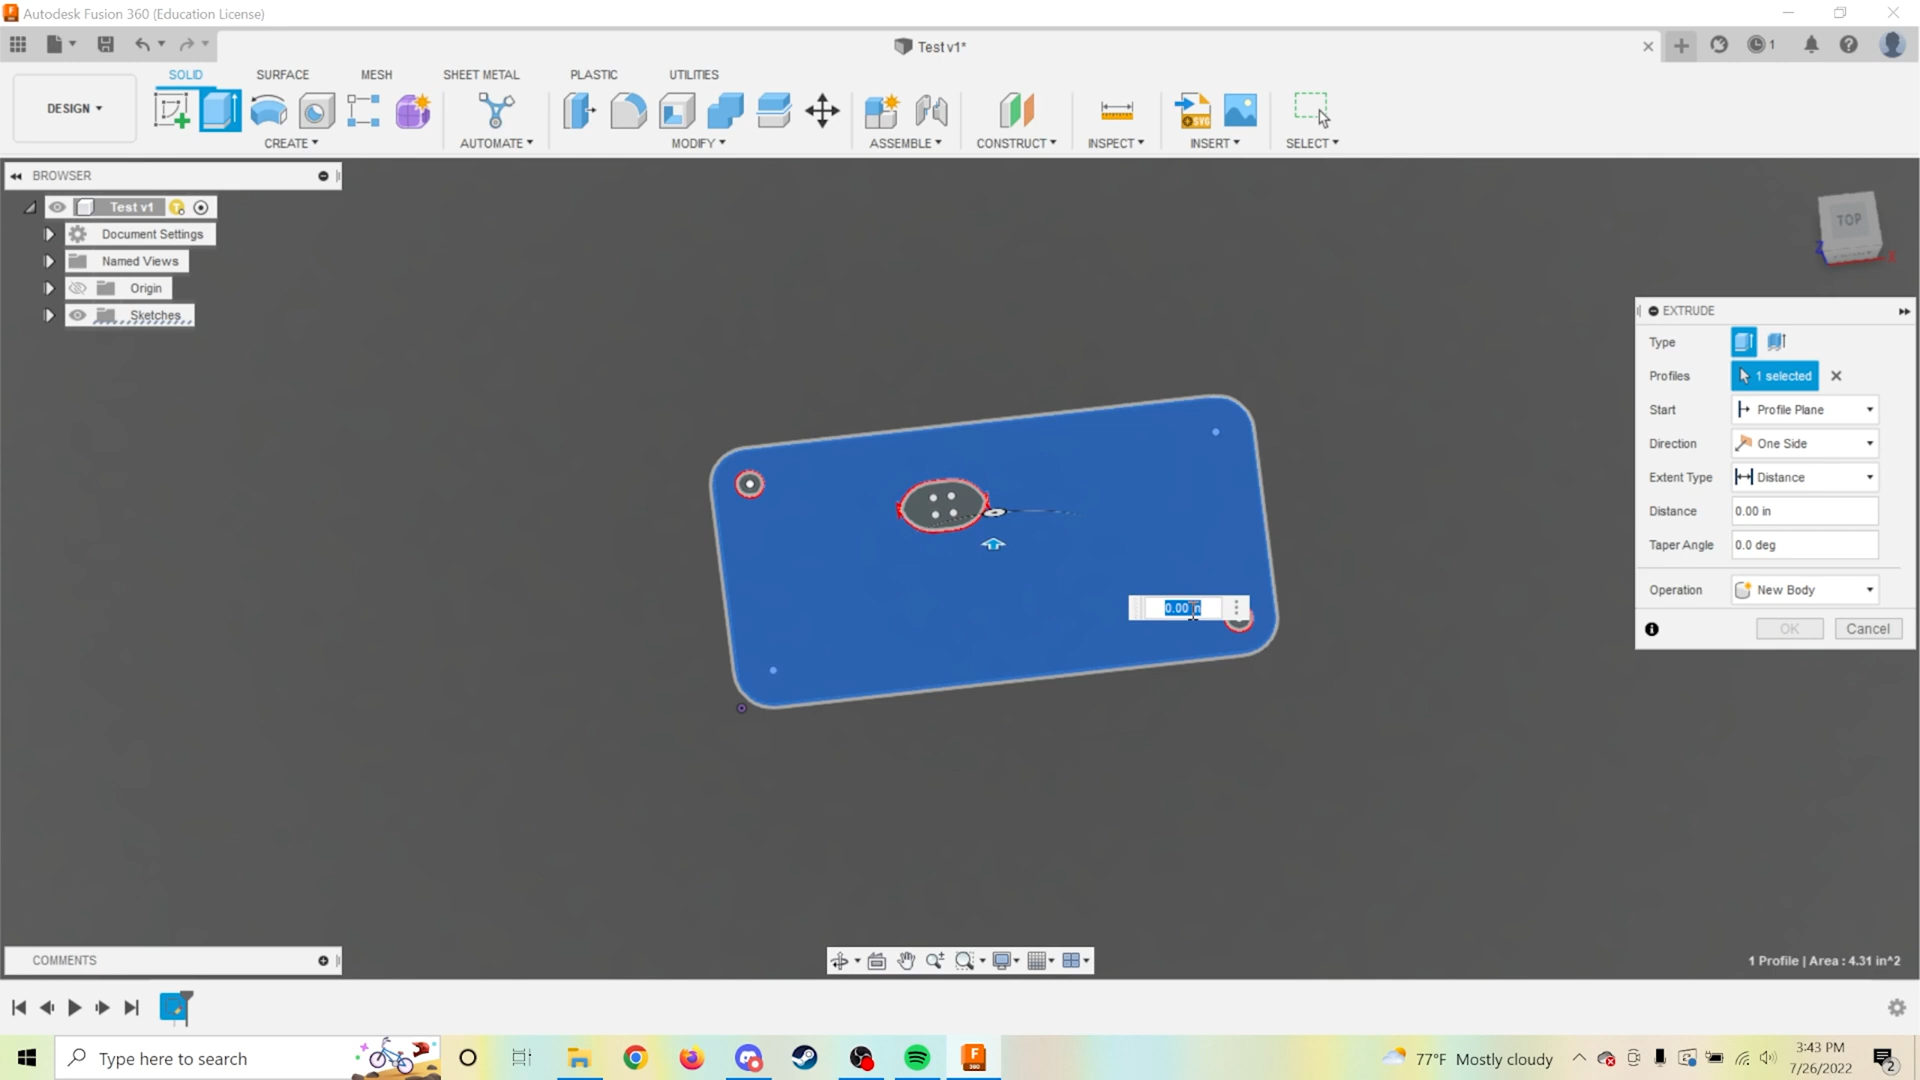 Autodesk Fusion 360 (Education License)
Test v1*
1
DESIGN
SOLID
SURFACE
MESH
SHEET METAL
PLASTIC
UTILITIES
CREATE
AUTOMATE
MODIFY
ASSEMBLE
CONSTRUCT
INSPECT
INSERT
SELECT
SVG
BROWSER
Test v1
Document Settings
Named Views
Origin
Sketches
TOP
Z
X
EXTRUDE
Type
Profiles
1 selected
Start
Profile Plane
Direction
One Side
Extent Type
Distance
Distance
0.00 in
Taper Angle
0.0 deg
Operation
New Body
OK
Cancel
0.00 in
COMMENTS
1 Profile | Area : 4.31 in^2
Type here to search
F
360
77°F Mostly cloudy
3:43 PM
7/26/2022
2